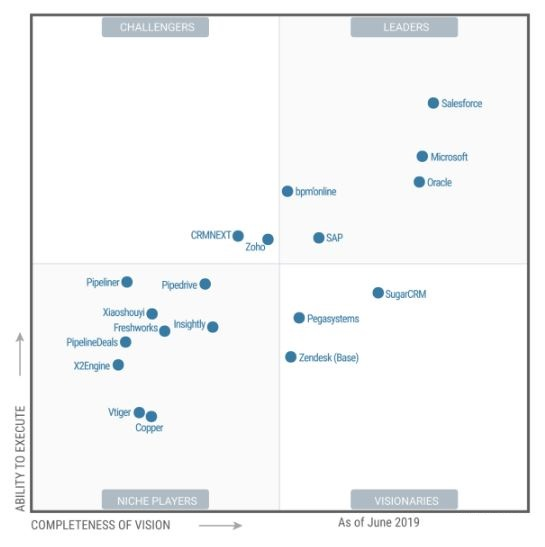 CHALLENGERS
LEADERS
Salesforce
Microsoft
Oracle
bpm'online
CRMNEXT
Zoho
SAP
Pipeliner
Pipedrive
SugarCRM
Xiaoshouyi
Freshworks
Insightly
Pegasystems
PipelineDeals
Zendesk (Base)
X2Engine
Vtiger
Copper
NICHE PLAYERS
VISIONARIES
ABILITY TO EXECUTE
COMPLETENESS OF VISION
As of June 2019